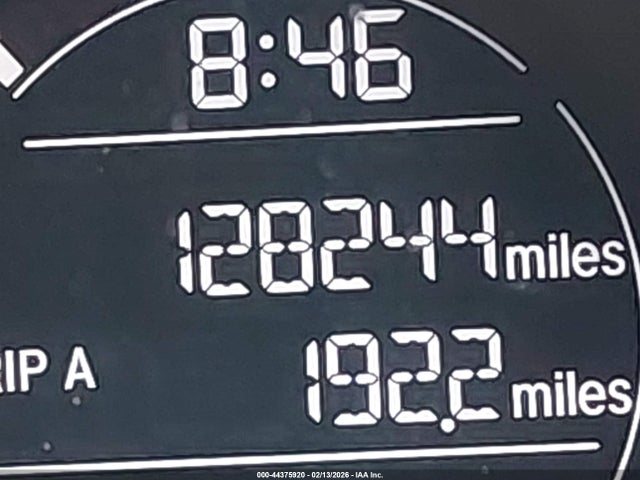 8:46
128244 miles
RIP A 192.2 miles
000-44375920 - 02/13/2026 - IAA Inc.